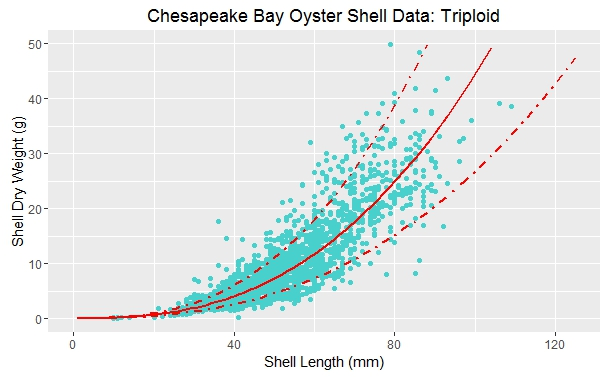 Chesapeake Bay Oyster Shell Data: Triploid
50
40
30
20
10
0
Shell Dry Weight (g)
0 40 80 120
Shell Length (mm)